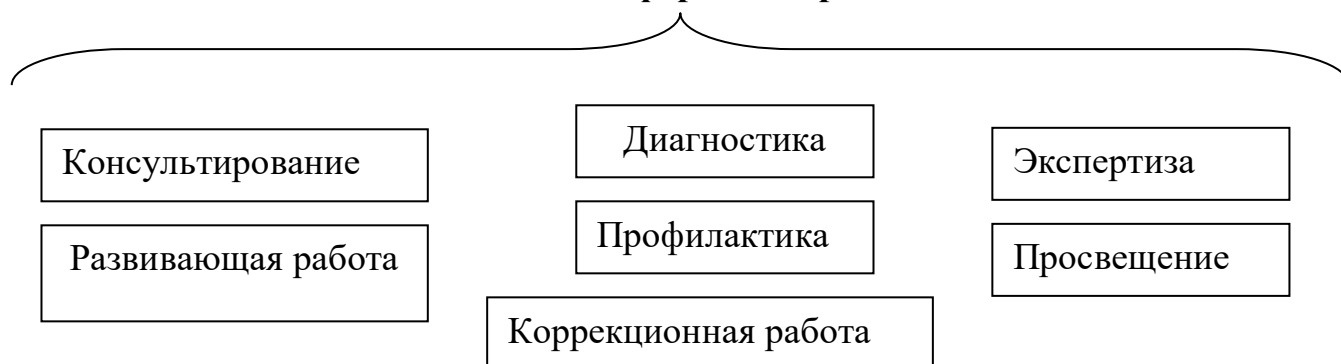 Консультирование
Диагностика
Экспертиза
Развивающая работа
Профилактика
Просвещение
Коррекционная работа